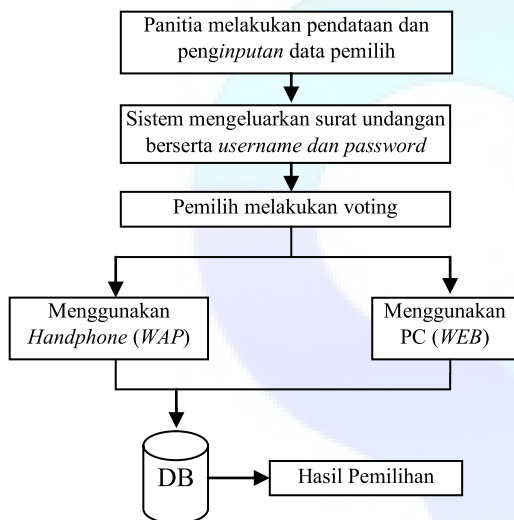 Panitia melakukan pendataan dan
penginputan data pemilih
Sistem mengeluarkan surat undangan
berserta username dan password
Pemilih melakukan voting
Menggunakan
Handphone (WAP)
Menggunakan
PC (WEB)
DB
Hasil Pemilihan